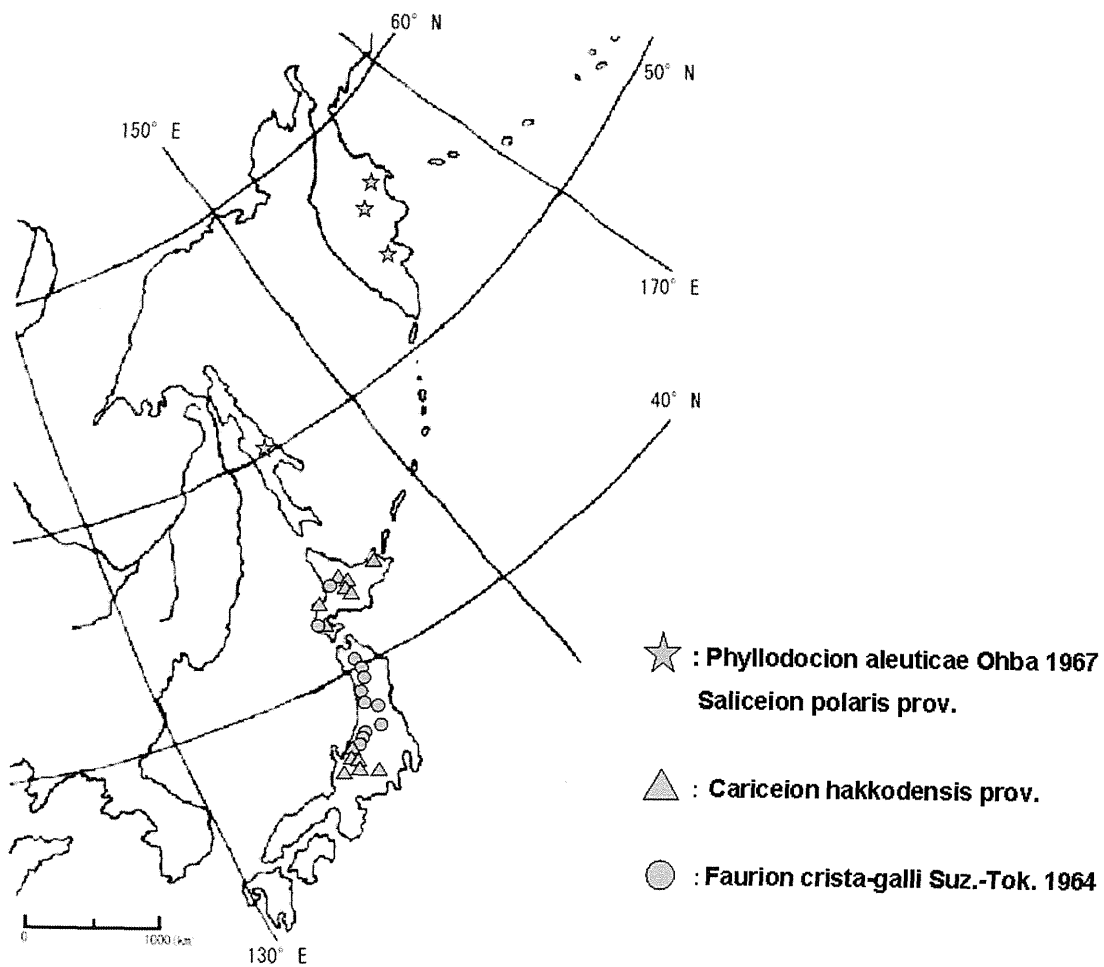 60° N
50° N
150° E
170° E
40° N
: Phyllodocion aleuticae Ohba 1967
Saliceion polaris prov.
: Cariceion hakkodensis prov.
: Faurion crista-galli Suz.-Tok. 1964
0 1000 (km)
130° E